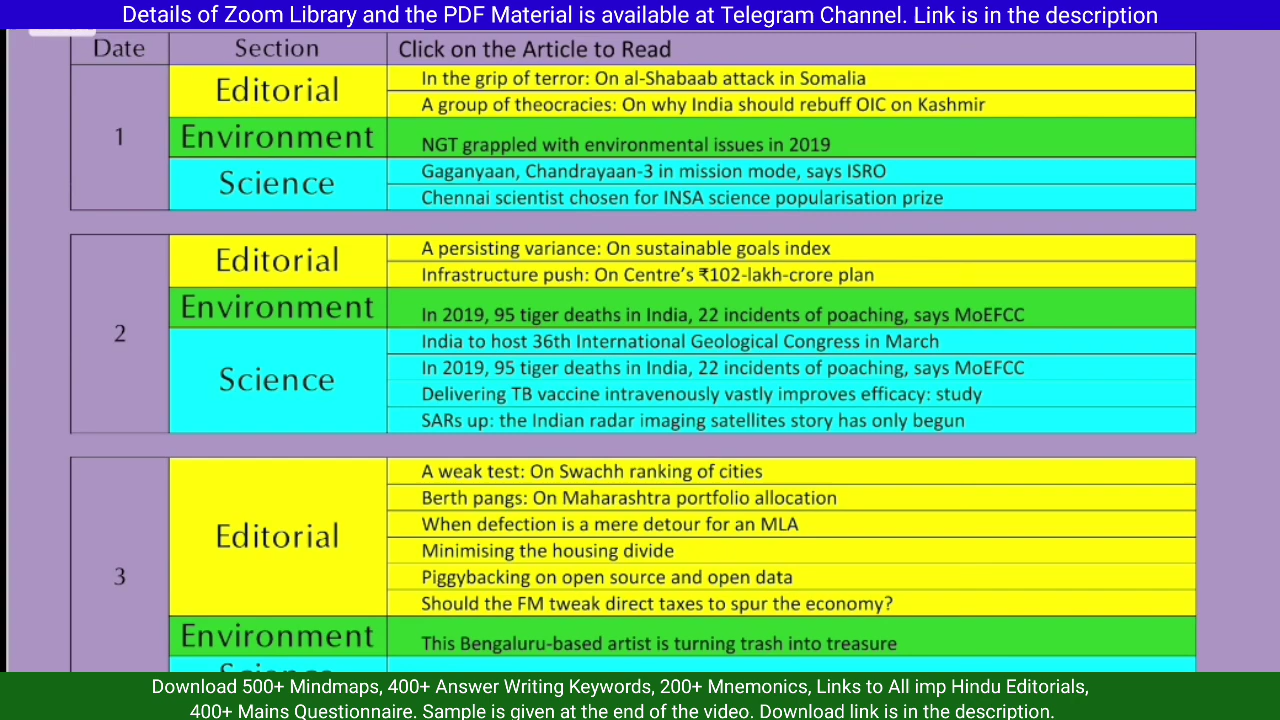 Details of Zoom Library and the PDF Material is available at Telegram Channel. Link is in the description
Date Section Click on the Article to Read
1
Editorial
In the grip of terror: On al-Shabaab attack in Somalia
A group of theocracies: On why India should rebuff OIC on Kashmir
Environment
NGT grappled with environmental issues in 2019
Science
Gaganyaan, Chandrayaan-3 in mission mode, says ISRO
Chennai scientist chosen for INSA science popularisation prize
2
Editorial
A persisting variance: On sustainable goals index
Infrastructure push: On Centre's ₹102-lakh-crore plan
Environment
In 2019, 95 tiger deaths in India, 22 incidents of poaching, says MoEFCC
Science
India to host 36th International Geological Congress in March
In 2019, 95 tiger deaths in India, 22 incidents of poaching, says MoEFCC
Delivering TB vaccine intravenously vastly improves efficacy: study
SARs up: the Indian radar imaging satellites story has only begun
3
Editorial
A weak test: On Swachh ranking of cities
Berth pangs: On Maharashtra portfolio allocation
When defection is a mere detour for an MLA
Minimising the housing divide
Piggybacking on open source and open data
Should the FM tweak direct taxes to spur the economy?
Environment
This Bengaluru-based artist is turning trash into treasure
Science
Download 500+ Mindmaps, 400+ Answer Writing Keywords, 200+ Mnemonics, Links to All imp Hindu Editorials,
400+ Mains Questionnaire. Sample is given at the end of the video. Download link is in the description.